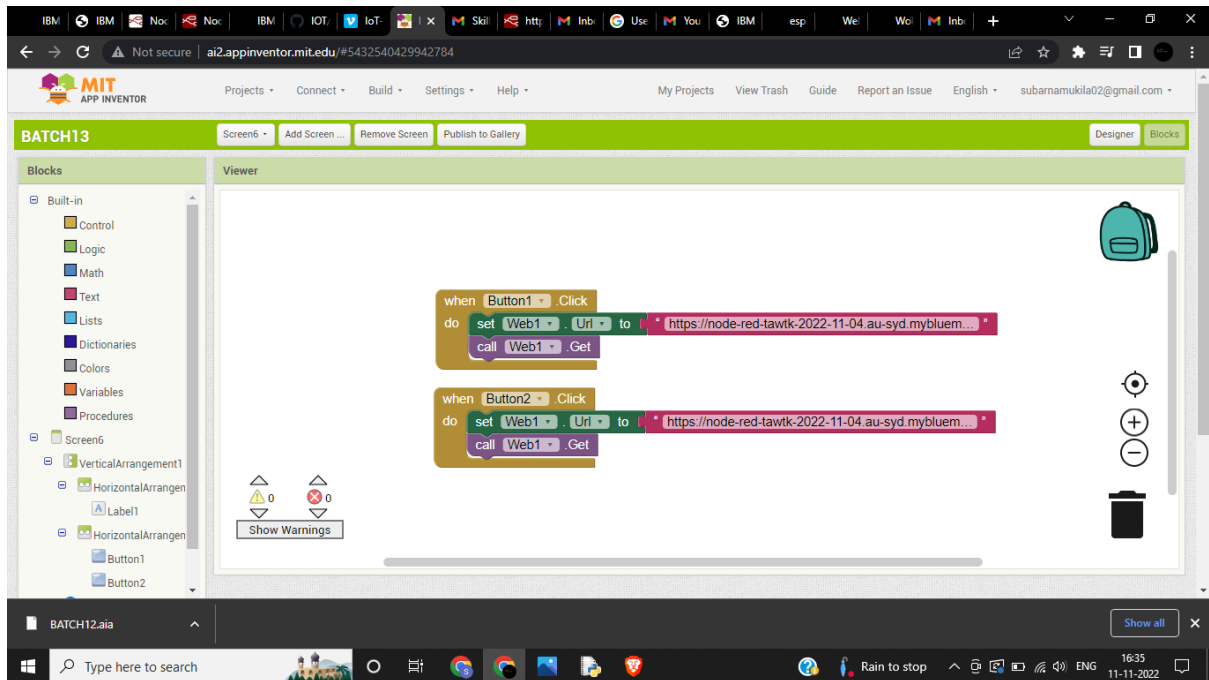 IBM IBM Noc Noc IBM IOT/ IoT- I Skil http Inbo Use You IBM esp Wel Wol Inbo
Not secure ai2.appinventor.mit.edu/#5432540429942784
MIT
APP INVENTOR
Projects Connect Build Settings Help My Projects View Trash Guide Report an Issue English subarnamukila02@gmail.com
BATCH13 Screen6 Add Screen ... Remove Screen Publish to Gallery Designer Blocks
Blocks Viewer
Built-in
Control
Logic
Math
Text
Lists
Dictionaries
Colors
Variables
Procedures
Screen6
VerticalArrangement1
HorizontalArrangen
Label1
HorizontalArrangen
Button1
Button2
when Button1 .Click
do set Web1 . Url to " https://node-red-tawtk-2022-11-04.au-syd.mybluem... "
call Web1 .Get
when Button2 .Click
do set Web1 . Url to " https://node-red-tawtk-2022-11-04.au-syd.mybluem... "
call Web1 .Get
0 0
Show Warnings
BATCH12.aia Show all
Type here to search Rain to stop ENG 16:35
11-11-2022